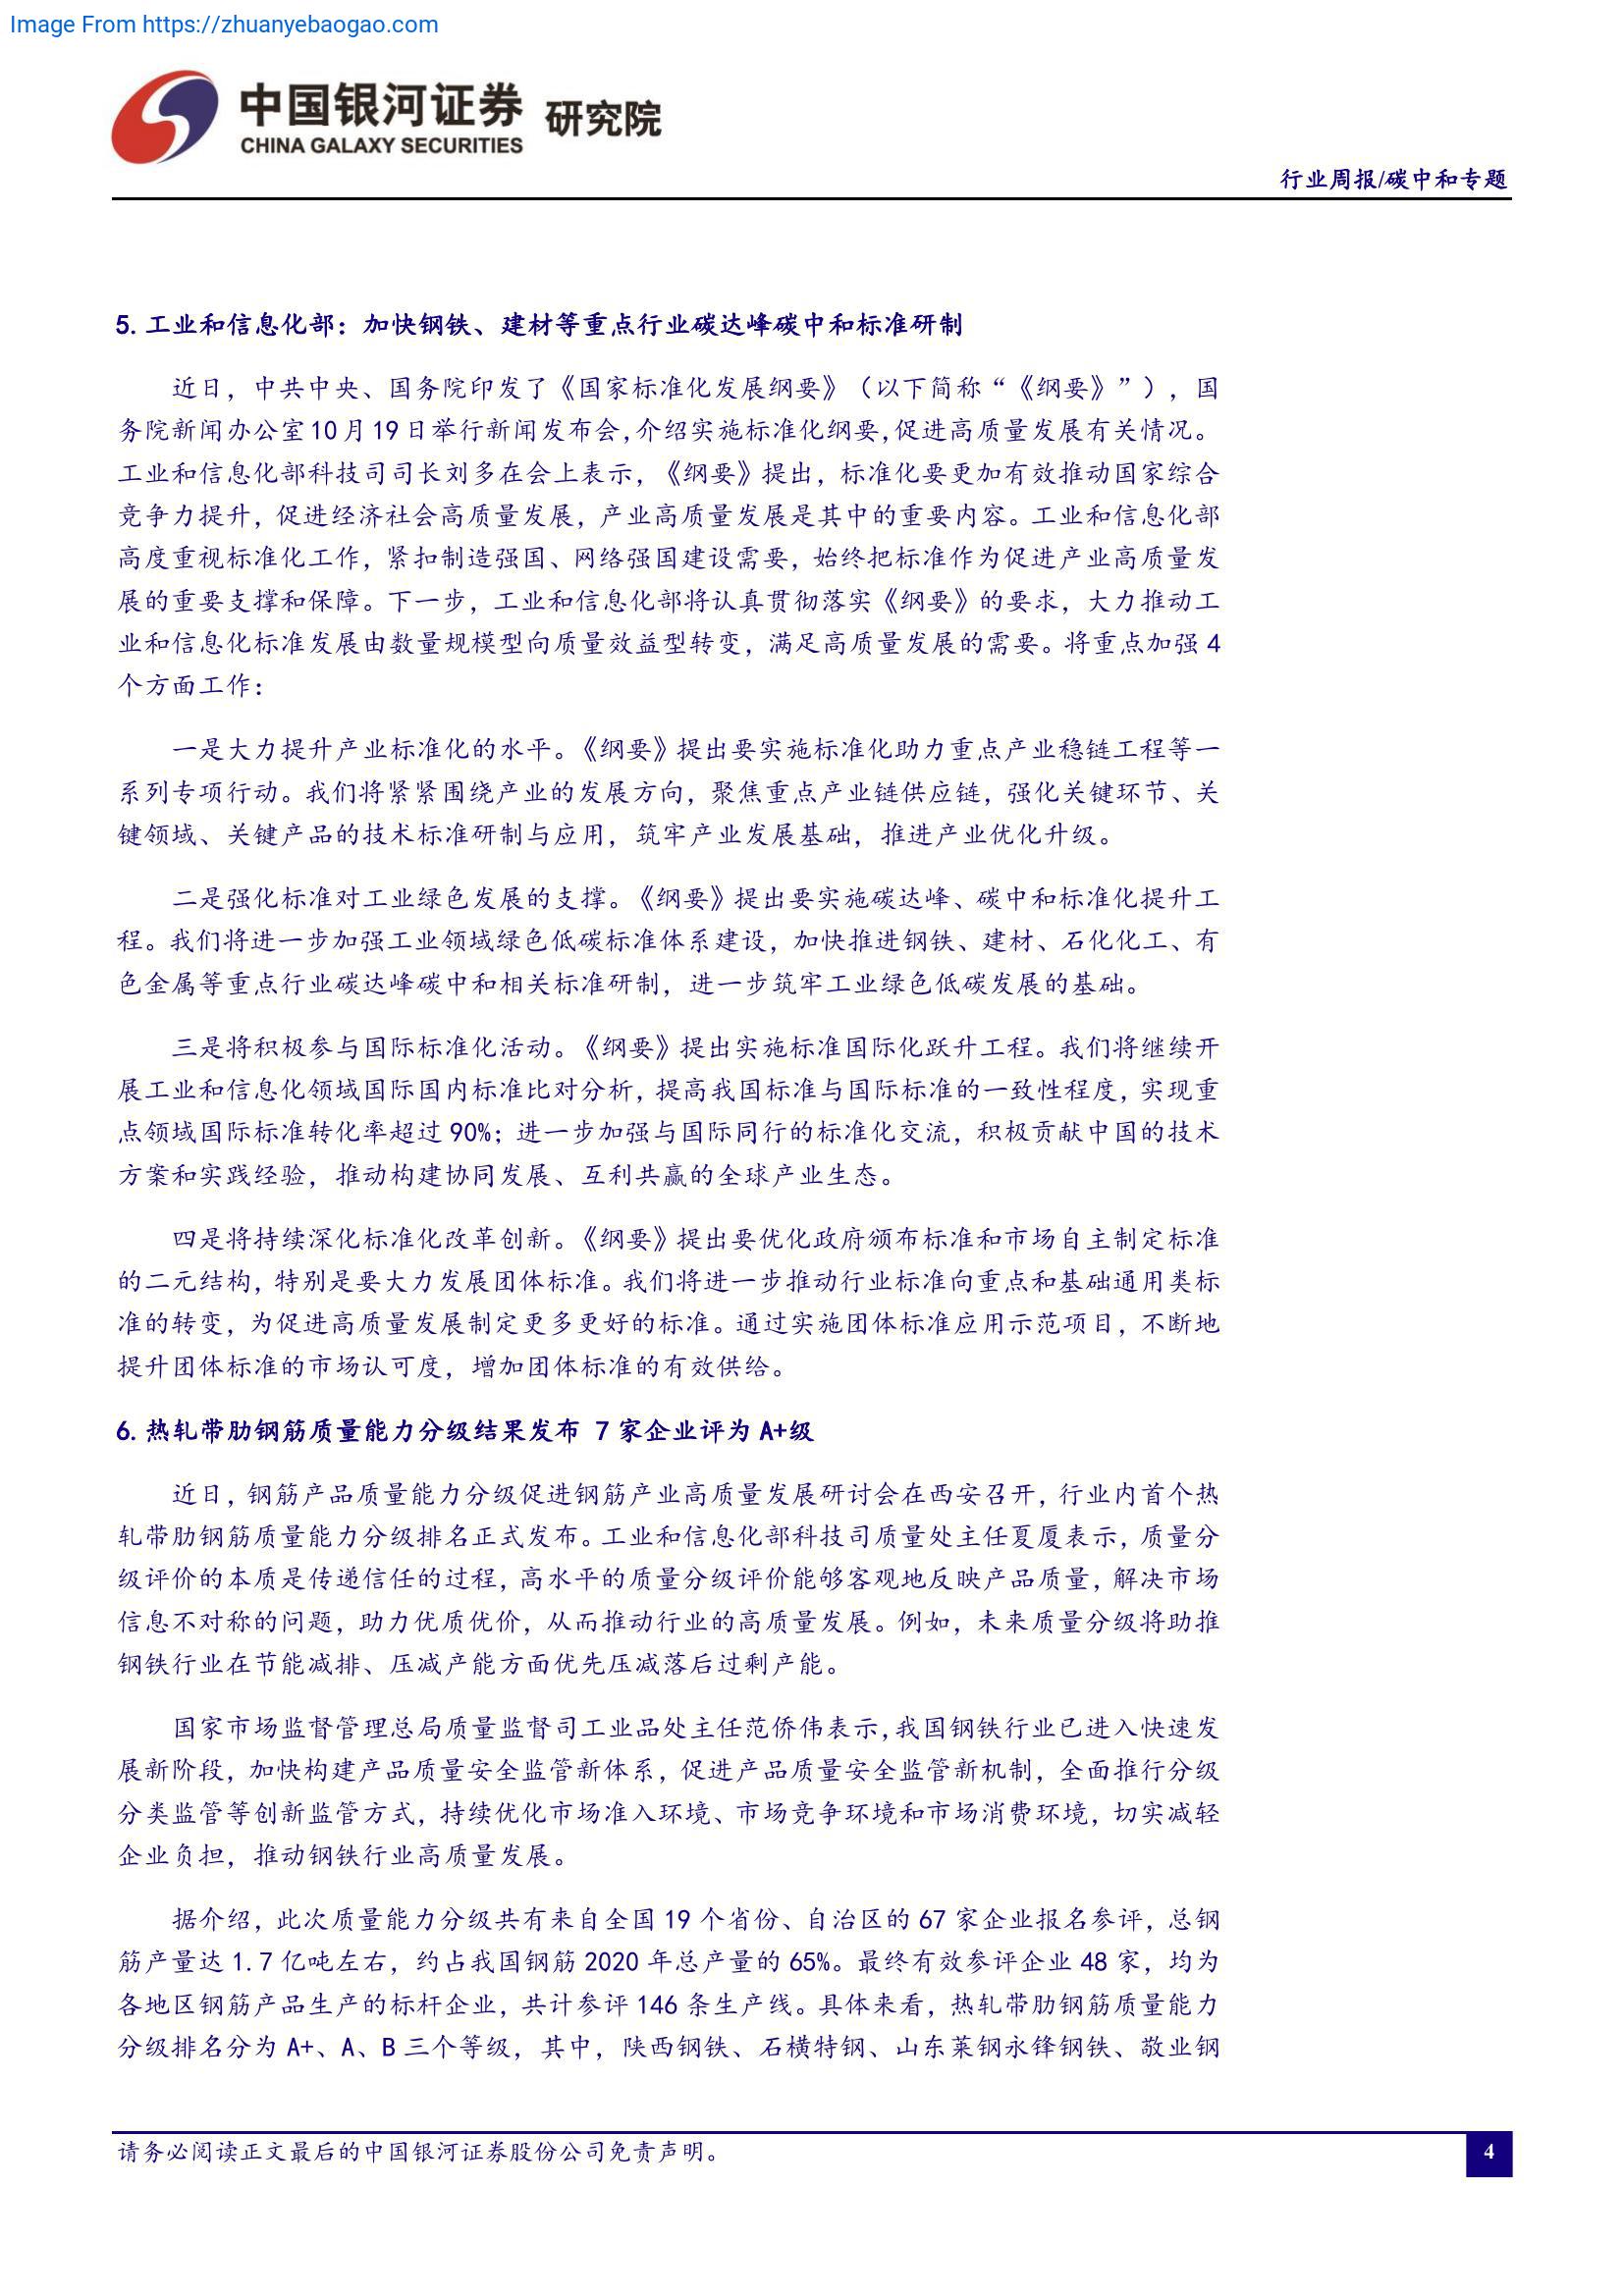 Image From https://zhuanyebaogao.com
中国银河证券 研究院
CHINA GALAXY SECURITIES
行业周报/碳中和专题
5. 工业和信息化部：加快钢铁、建材等重点行业碳达峰碳中和标准研制
近日，中共中央、国务院印发了《国家标准化发展纲要》（以下简称“《纲要》”），国
务院新闻办公室 10 月 19 日举行新闻发布会,介绍实施标准化纲要,促进高质量发展有关情况。
工业和信息化部科技司司长刘多在会上表示，《纲要》提出，标准化要更加有效推动国家综合
竞争力提升，促进经济社会高质量发展，产业高质量发展是其中的重要内容。工业和信息化部
高度重视标准化工作，紧扣制造强国、网络强国建设需要，始终把标准作为促进产业高质量发
展的重要支撑和保障。下一步，工业和信息化部将认真贯彻落实《纲要》的要求，大力推动工
业和信息化标准发展由数量规模型向质量效益型转变，满足高质量发展的需要。将重点加强 4
个方面工作：
一是大力提升产业标准化的水平。《纲要》提出要实施标准化助力重点产业稳链工程等一
系列专项行动。我们将紧紧围绕产业的发展方向，聚焦重点产业链供应链，强化关键环节、关
键领域、关键产品的技术标准研制与应用，筑牢产业发展基础，推进产业优化升级。
二是强化标准对工业绿色发展的支撑。《纲要》提出要实施碳达峰、碳中和标准化提升工
程。我们将进一步加强工业领域绿色低碳标准体系建设，加快推进钢铁、建材、石化化工、有
色金属等重点行业碳达峰碳中和相关标准研制，进一步筑牢工业绿色低碳发展的基础。
三是将积极参与国际标准化活动。《纲要》提出实施标准国际化跃升工程。我们将继续开
展工业和信息化领域国际国内标准比对分析，提高我国标准与国际标准的一致性程度，实现重
点领域国际标准转化率超过 90%；进一步加强与国际同行的标准化交流，积极贡献中国的技术
方案和实践经验，推动构建协同发展、互利共赢的全球产业生态。
四是将持续深化标准化改革创新。《纲要》提出要优化政府颁布标准和市场自主制定标准
的二元结构，特别是要大力发展团体标准。我们将进一步推动行业标准向重点和基础通用类标
准的转变，为促进高质量发展制定更多更好的标准。通过实施团体标准应用示范项目，不断地
提升团体标准的市场认可度，增加团体标准的有效供给。
6. 热轧带肋钢筋质量能力分级结果发布 7 家企业评为 A+级
近日，钢筋产品质量能力分级促进钢筋产业高质量发展研讨会在西安召开，行业内首个热
轧带肋钢筋质量能力分级排名正式发布。工业和信息化部科技司质量处主任夏厦表示，质量分
级评价的本质是传递信任的过程，高水平的质量分级评价能够客观地反映产品质量，解决市场
信息不对称的问题，助力优质优价，从而推动行业的高质量发展。例如，未来质量分级将助推
钢铁行业在节能减排、压减产能方面优先压减落后过剩产能。
国家市场监督管理总局质量监督司工业品处主任范侨伟表示,我国钢铁行业已进入快速发
展新阶段，加快构建产品质量安全监管新体系，促进产品质量安全监管新机制，全面推行分级
分类监管等创新监管方式，持续优化市场准入环境、市场竞争环境和市场消费环境，切实减轻
企业负担，推动钢铁行业高质量发展。
据介绍，此次质量能力分级共有来自全国 19 个省份、自治区的 67 家企业报名参评，总钢
筋产量达 1.7 亿吨左右，约占我国钢筋 2020 年总产量的 65%。最终有效参评企业 48 家，均为
各地区钢筋产品生产的标杆企业，共计参评 146 条生产线。具体来看，热轧带肋钢筋质量能力
分级排名分为 A+、A、B 三个等级，其中，陕西钢铁、石横特钢、山东莱钢永锋钢铁、敬业钢
请务必阅读正文最后的中国银河证券股份公司免责声明。
4